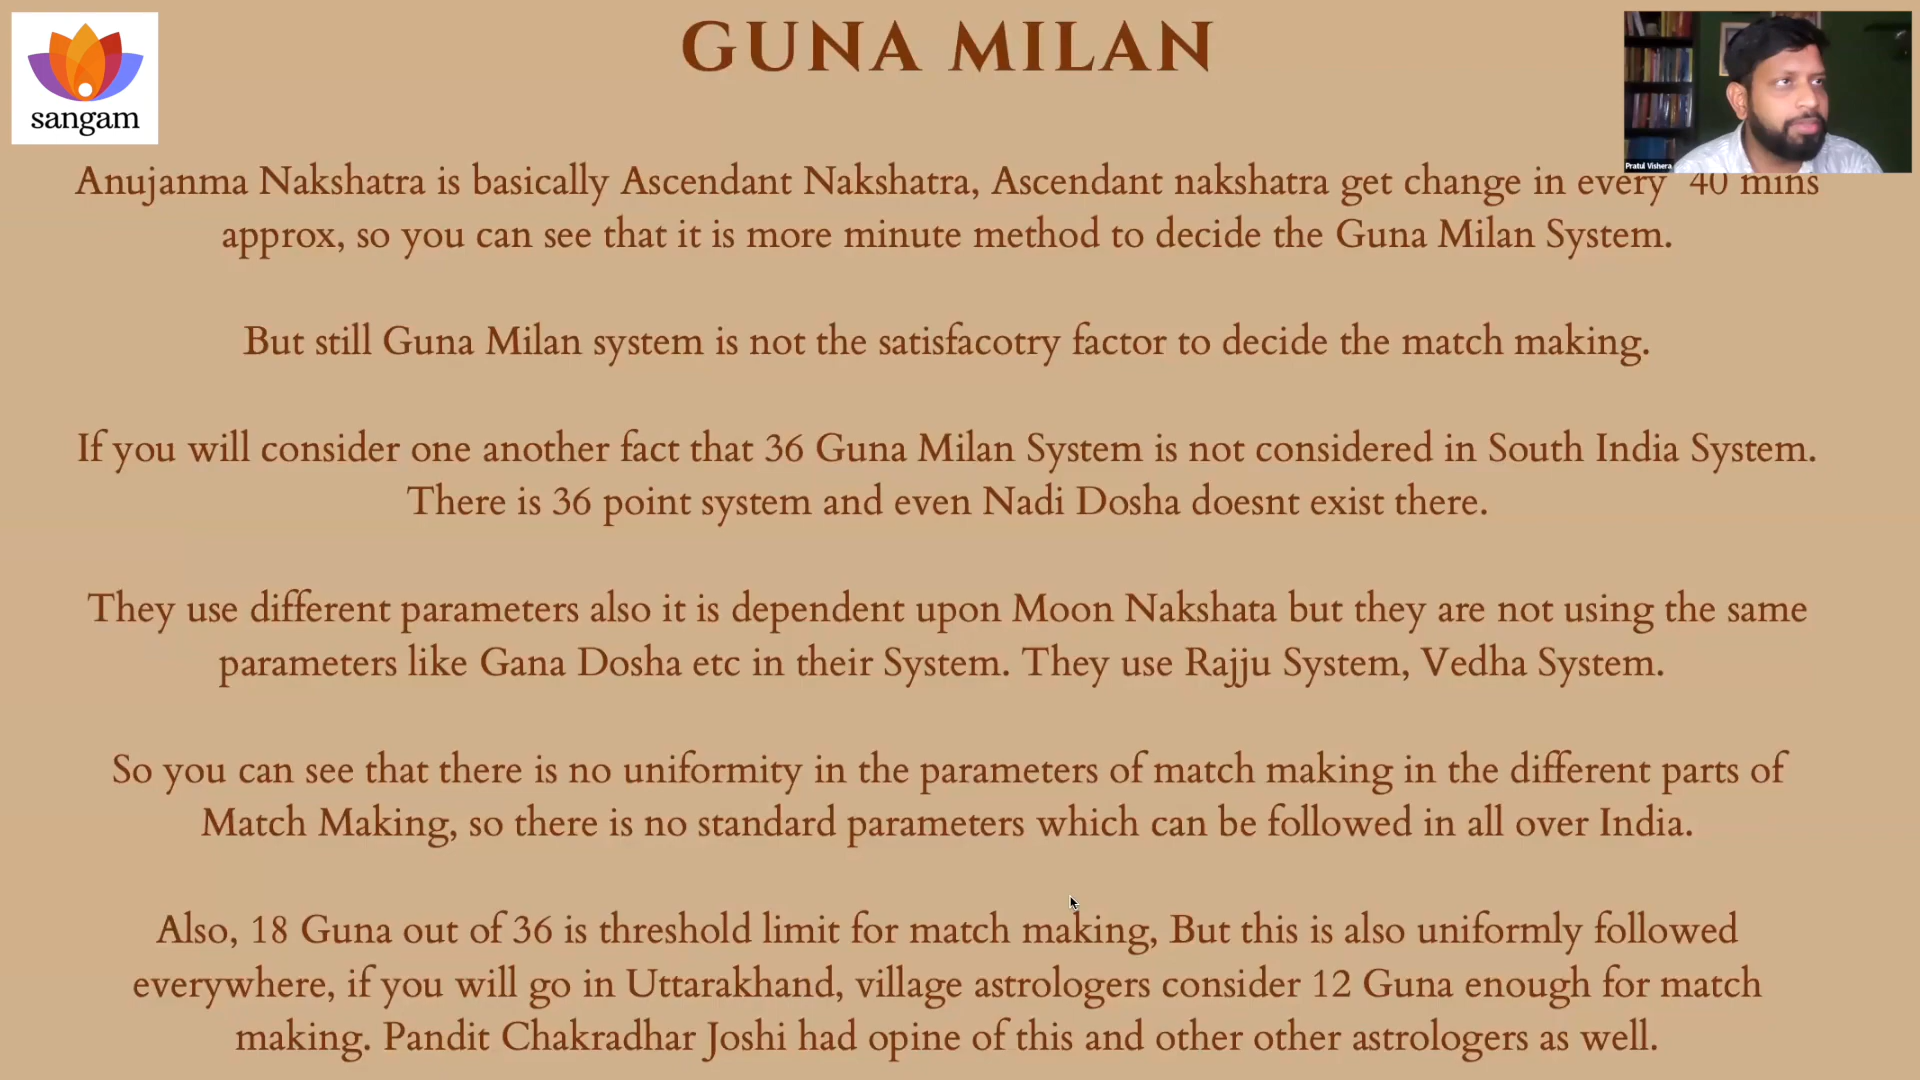 GUNA MILAN
sangam
Pratul Vishera
Anujanma Nakshatra is basically Ascendant Nakshatra, Ascendant nakshatra get change in every 40 mins
approx, so you can see that it is more minute method to decide the Guna Milan System.
But still Guna Milan system is not the satisfacotry factor to decide the match making.
If you will consider one another fact that 36 Guna Milan System is not considered in South India System.
There is 36 point system and even Nadi Dosha doesnt exist there.
They use different parameters also it is dependent upon Moon Nakshata but they are not using the same
parameters like Gana Dosha etc in their System. They use Rajju System, Vedha System.
So you can see that there is no uniformity in the parameters of match making in the different parts of
Match Making, so there is no standard parameters which can be followed in all over India.
Also, 18 Guna out of 36 is threshold limit for match making, But this is also uniformly followed
everywhere, if you will go in Uttarakhand, village astrologers consider 12 Guna enough for match
making. Pandit Chakradhar Joshi had opine of this and other other astrologers as well.